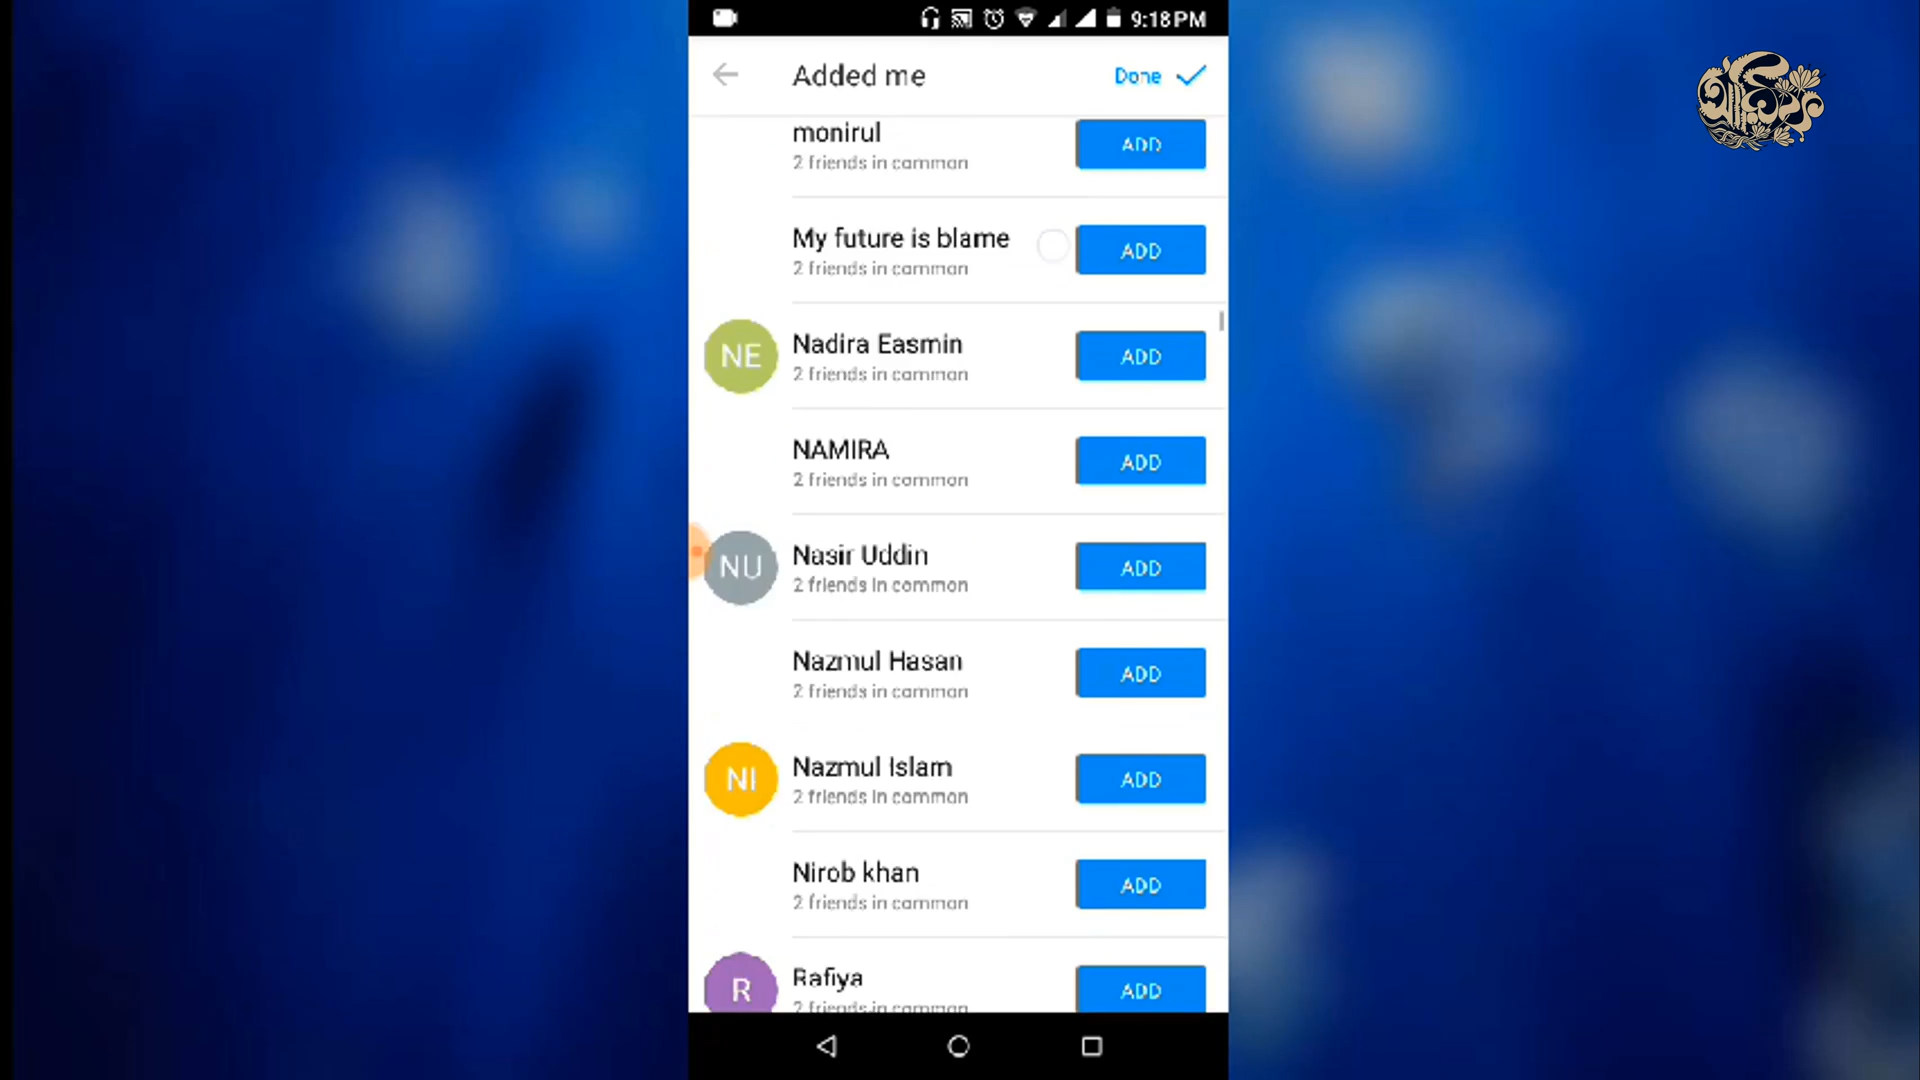 9:18 PM
Added me
Done
monirul
2 friends in common
ADD
My future is blame
2 friends in common
ADD
NE
Nadira Easmin
2 friends in common
ADD
NAMIRA
2 friends in common
ADD
NU
Nasir Uddin
2 friends in common
ADD
Nazmul Hasan
2 friends in common
ADD
NI
Nazmul Islam
2 friends in common
ADD
Nirob khan
2 friends in common
ADD
R
Rafiya
2 friends in common
ADD